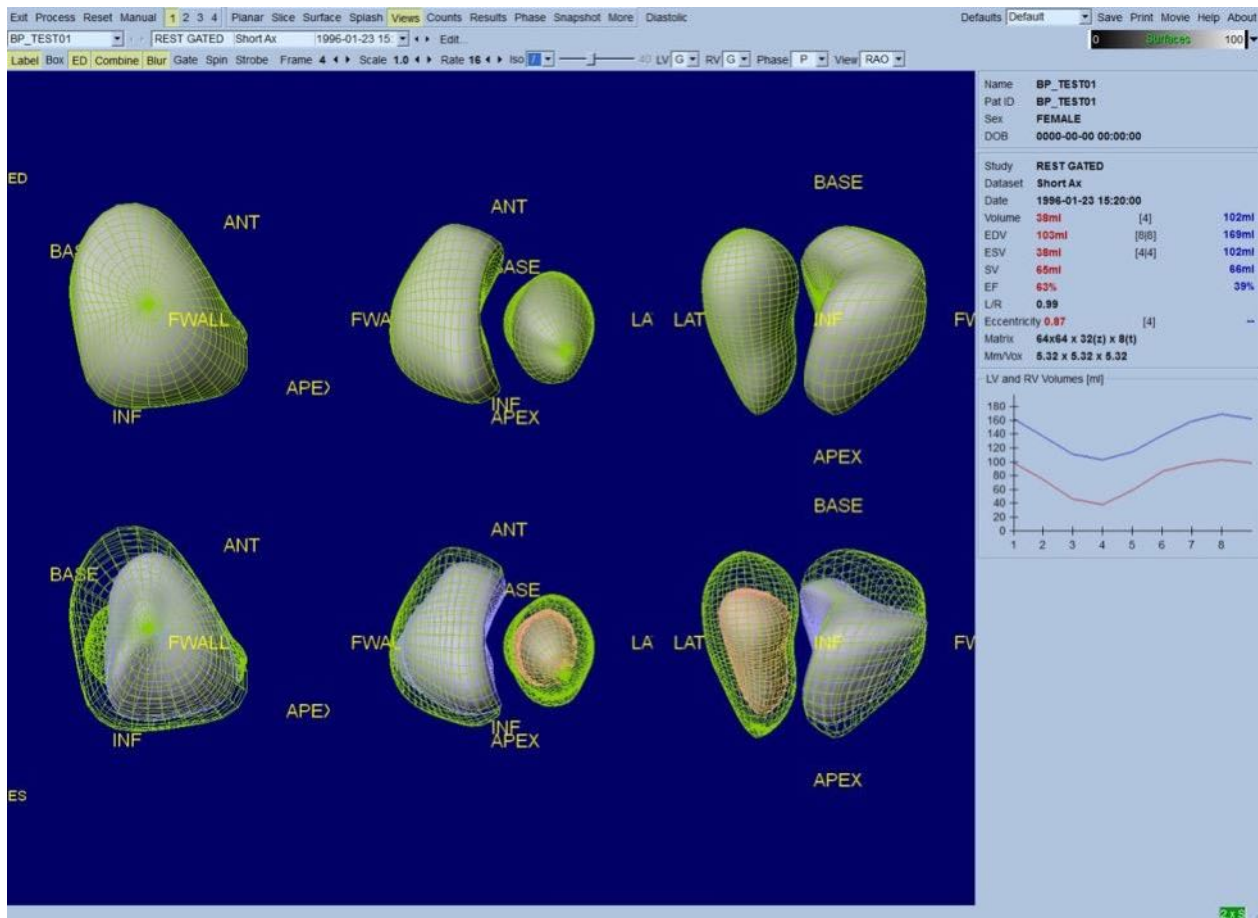 Exit Process Reset Manual 1 2 3 4 Planar Slice Surface Splash Views Counts Results Phase Snapshot More Diastolic Defaults Default Save Print Movie Help About
BP_TEST01 REST GATED Short Ax 1996-01-23 15: Edit... 0 Surfaces 100
Label Box ED Combine Blur Gate Spin Strobe Frame 4 Scale 1.0 Rate 16 Iso 40 LV G RV G Phase P View RAO
Name BP_TEST01
Pat ID BP_TEST01
Sex FEMALE
DOB 0000-00-00 00:00:00
Study REST GATED
Dataset Short Ax
Date 1996-01-23 15:20:00
Volume 38ml [4] 102ml
EDV 103ml [8|8] 169ml
ESV 38ml [4|4] 102ml
SV 65ml 66ml
EF 63% 39%
L/R 0.99
Eccentricity 0.87 [4] --
Matrix 64x64 x 32(z) x 8(t)
Mm/Vox 5.32 x 5.32 x 5.32
LV and RV Volumes [ml]
180
160
140
120
100
80
60
40
20
0
1 2 3 4 5 6 7 8
ED
BAS ANT
FWALL
APEX
INF
ANT
BASE
FWAL LA
INF
APEX
BASE
LAT INF FW
APEX
BASE ANT
FWALL
APEX
INF
ANT
BASE
FWAL LA
INF
APEX
BASE
LAT INF FW
APEX
ES
2 x 3